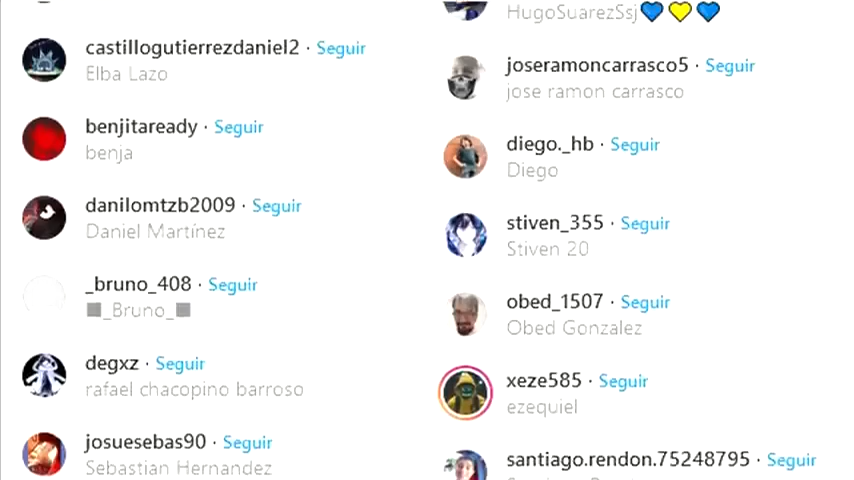 castillogutierrezdaniel2 · Seguir
Elba Lazo
benjitaready · Seguir
benja
danilomtzb2009 · Seguir
Daniel Martínez
_bruno_408 · Seguir
■_Bruno_■
degxz · Seguir
rafael chacopino barroso
josuesebas90 · Seguir
Sebastian Hernandez
HugoSuarezSsj💙💛💙
joseramoncarrasco5 · Seguir
jose ramon carrasco
diego._hb · Seguir
Diego
stiven_355 · Seguir
Stiven 20
obed_1507 · Seguir
Obed Gonzalez
xeze585 · Seguir
ezequiel
santiago.rendon.75248795 · Seguir